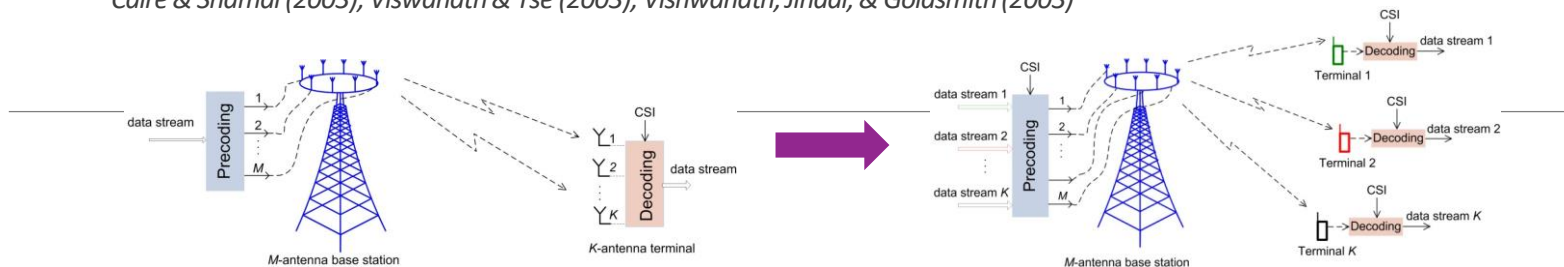 Caire & Shamai (2003), Viswanath & Tse (2003), Vishwanath, Jindal, & Goldsmith (2003)
data stream
Precoding
1
2
M
M-antenna base station
CSI
1
2
K
Decoding
data stream
K-antenna terminal
CSI
data stream 1
data stream 2
data stream K
Precoding
1
2
M
M-antenna base station
CSI
Decoding
data stream 1
Terminal 1
CSI
Decoding
data stream 2
Terminal 2
CSI
Decoding
data stream K
Terminal K